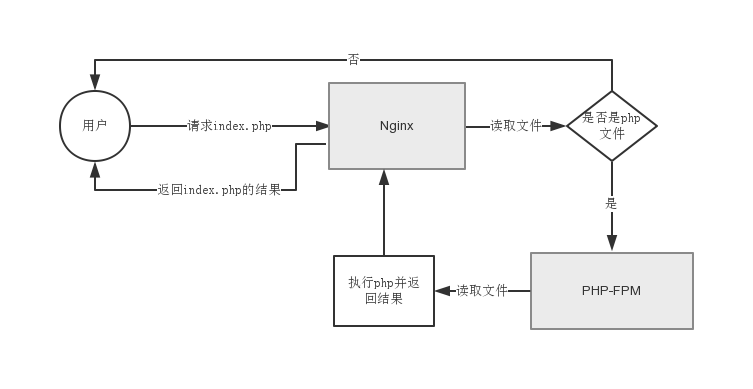 否
用户
请求index.php
Nginx
读取文件
是否是php
文件
返回index.php的结果
是
执行php并返
回结果
读取文件
PHP-FPM